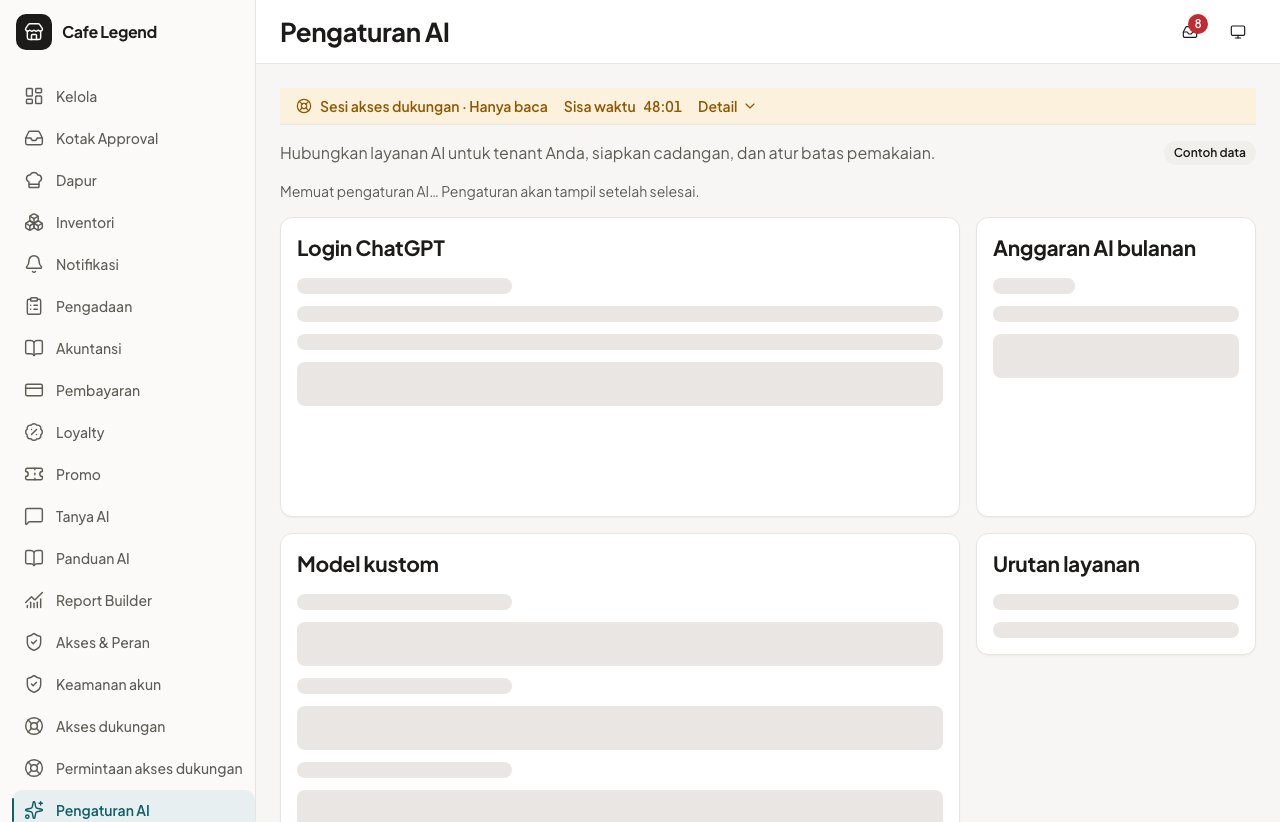 Cafe Legend
Pengaturan AI
8
Kelola
Kotak Approval
Dapur
Inventori
Notifikasi
Pengadaan
Akuntansi
Pembayaran
Loyalty
Promo
Tanya AI
Panduan AI
Report Builder
Akses & Peran
Keamanan akun
Akses dukungan
Permintaan akses dukungan
Pengaturan AI
Sesi akses dukungan · Hanya baca Sisa waktu 48:01 Detail
Hubungkan layanan AI untuk tenant Anda, siapkan cadangan, dan atur batas pemakaian.
Contoh data
Memuat pengaturan AI… Pengaturan akan tampil setelah selesai.
Login ChatGPT
Anggaran AI bulanan
Model kustom
Urutan layanan